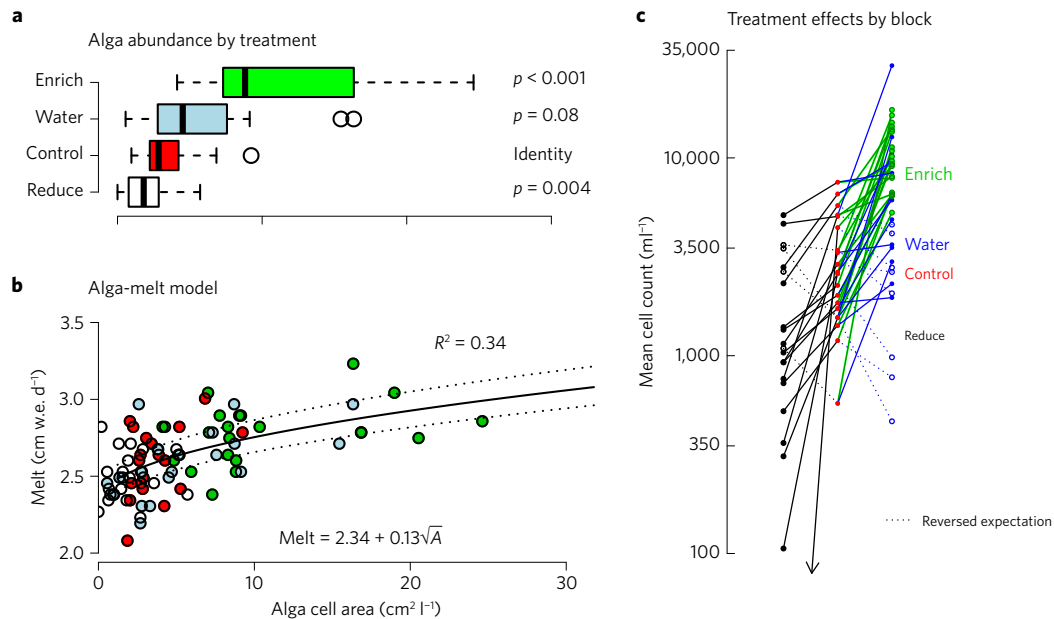 a
Alga abundance by treatment
Enrich
p < 0.001
Water
p = 0.08
Control
Identity
Reduce
p = 0.004
b
Alga-melt model
3.5
3.0
2.5
2.0
Melt (cm w.e. d⁻¹)
R² = 0.34
Melt = 2.34 + 0.13√A
0
10
20
30
Alga cell area (cm² l⁻¹)
c
Treatment effects by block
35,000
10,000
3,500
1,000
350
100
Mean cell count (ml⁻¹)
Enrich
Water
Control
Reduce
Reversed expectation